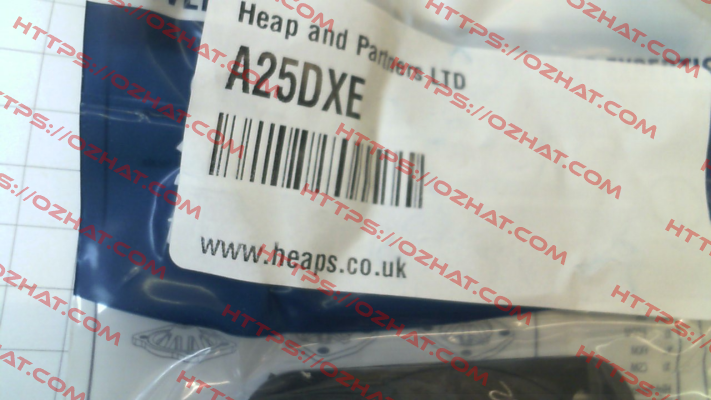 Heap and Partners LTD
A25DXE
www.heaps.co.uk
HTTPS://OZHAT.COM